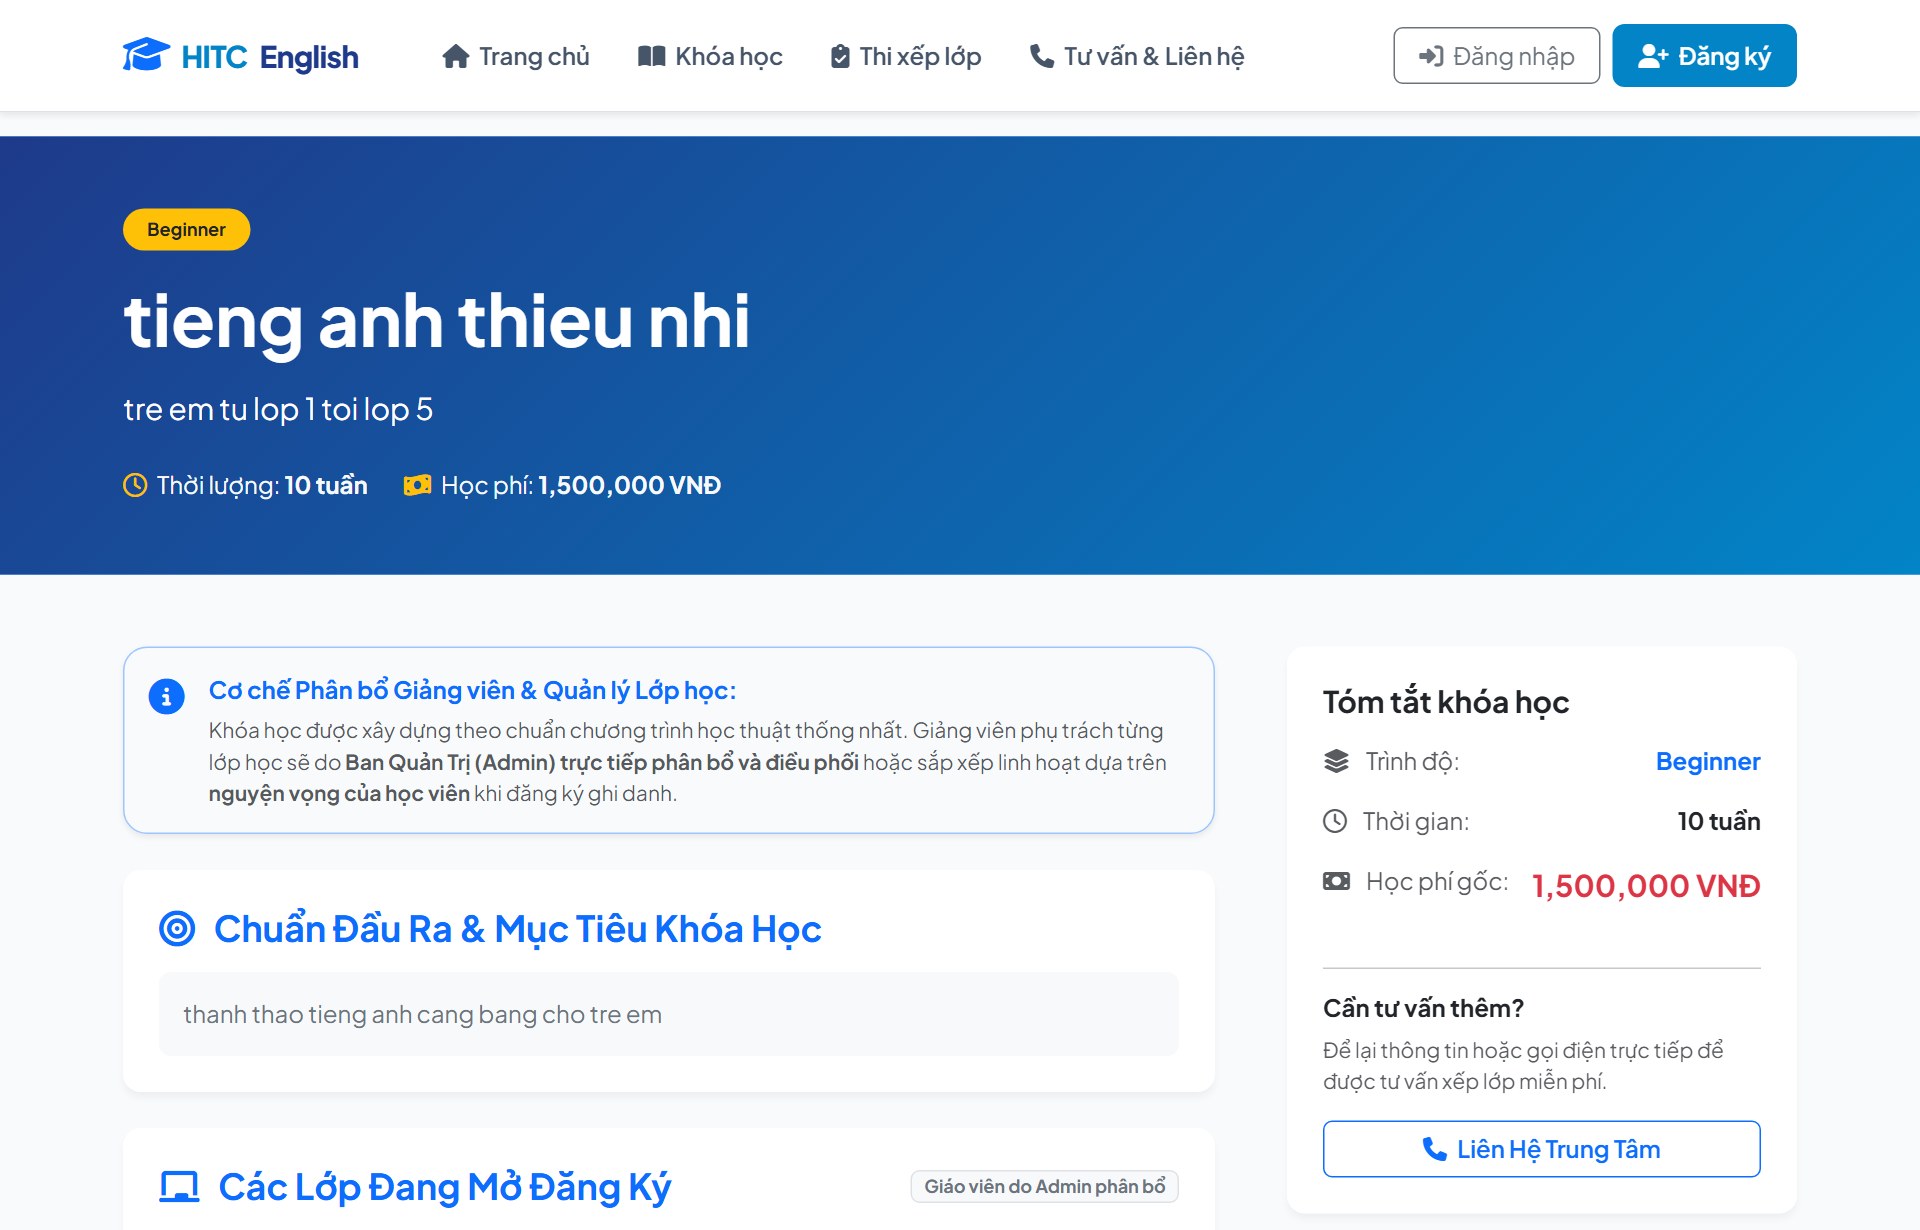 HITC English
Trang chủ
Khóa học
Thi xếp lớp
Tư vấn & Liên hệ
Đăng nhập
Đăng ký
Beginner
tieng anh thieu nhi
tre em tu lop 1 toi lop 5
Thời lượng: 10 tuần
Học phí: 1,500,000 VNĐ
Cơ chế Phân bổ Giảng viên & Quản lý Lớp học:
Khóa học được xây dựng theo chuẩn chương trình học thuật thống nhất. Giảng viên phụ trách từng
lớp học sẽ do Ban Quản Trị (Admin) trực tiếp phân bổ và điều phối hoặc sắp xếp linh hoạt dựa trên
nguyện vọng của học viên khi đăng ký ghi danh.
Chuẩn Đầu Ra & Mục Tiêu Khóa Học
thanh thao tieng anh cang bang cho tre em
Các Lớp Đang Mở Đăng Ký
Giáo viên do Admin phân bổ
Tóm tắt khóa học
Trình độ: Beginner
Thời gian: 10 tuần
Học phí gốc: 1,500,000 VNĐ
Cần tư vấn thêm?
Để lại thông tin hoặc gọi điện trực tiếp để
được tư vấn xếp lớp miễn phí.
Liên Hệ Trung Tâm